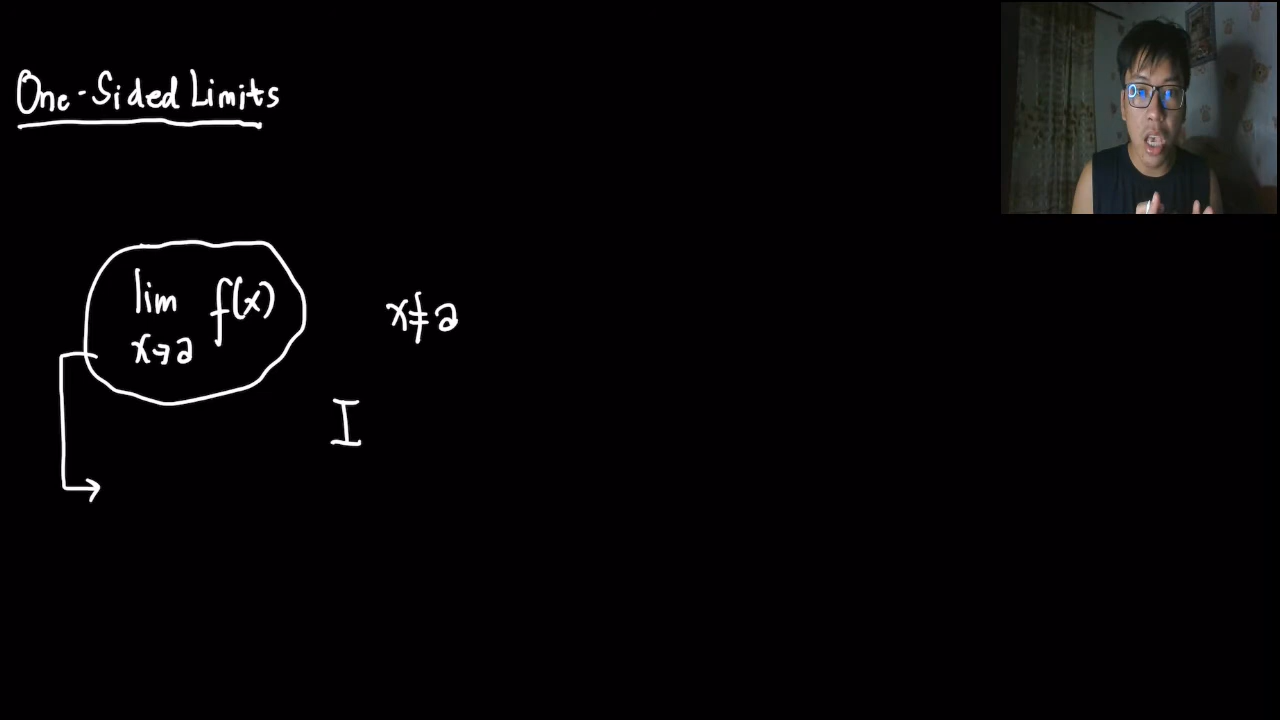 One-Sided Limits
lim f(x)
x→a
x≠a
I